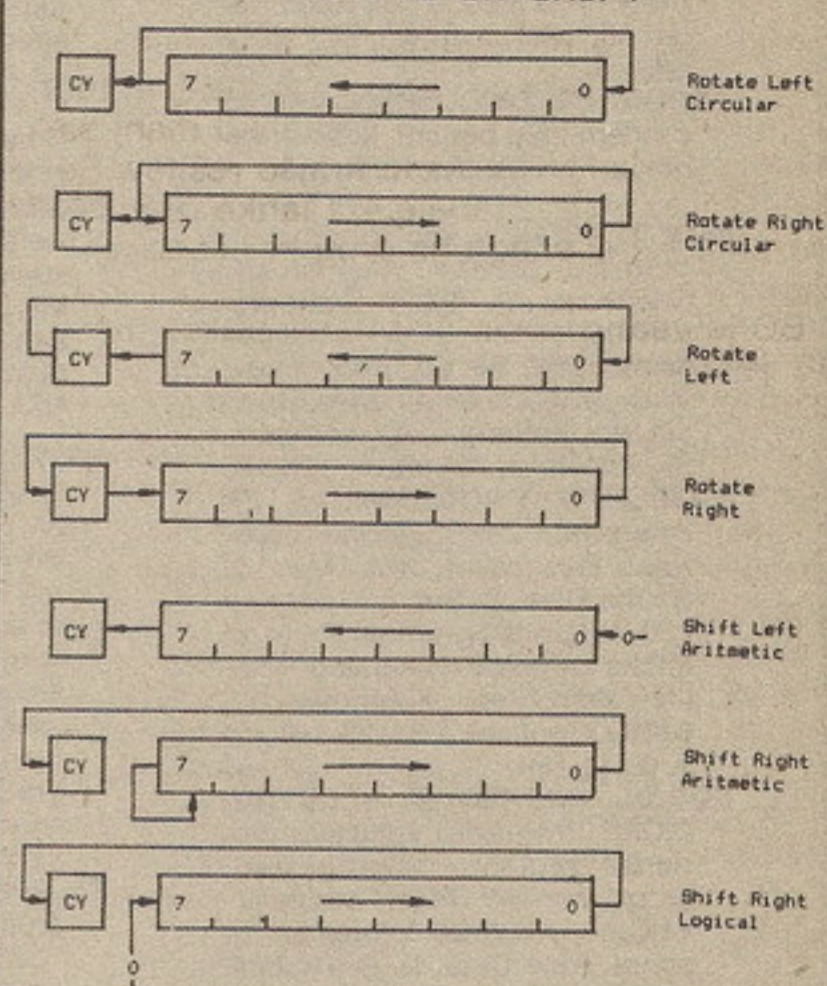 CY 7 0 Rotate Left
Circular
CY 7 0 Rotate Right
Circular
CY 7 0 Rotate
Left
CY 7 0 Rotate
Right
CY 7 0 0 Shift Left
Aritmetic
CY 7 0 Shift Right
Aritmetic
CY 7 0 Shift Right
Logical
0